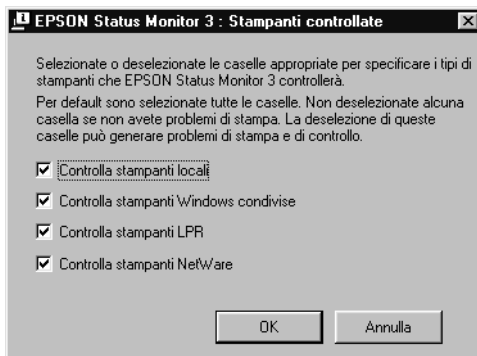 EPSON Status Monitor 3 : Stampanti controllate
Selezionate o deselezionate le caselle appropriate per specificare i tipi di
stampanti che EPSON Status Monitor 3 controllerà.
Per default sono selezionate tutte le caselle. Non deselezionate alcuna
casella se non avete problemi di stampa. La deselezione di queste
caselle può generare problemi di stampa e di controllo.
Controlla stampanti locali
Controlla stampanti Windows condivise
Controlla stampanti LPR
Controlla stampanti NetWare
OK Annulla